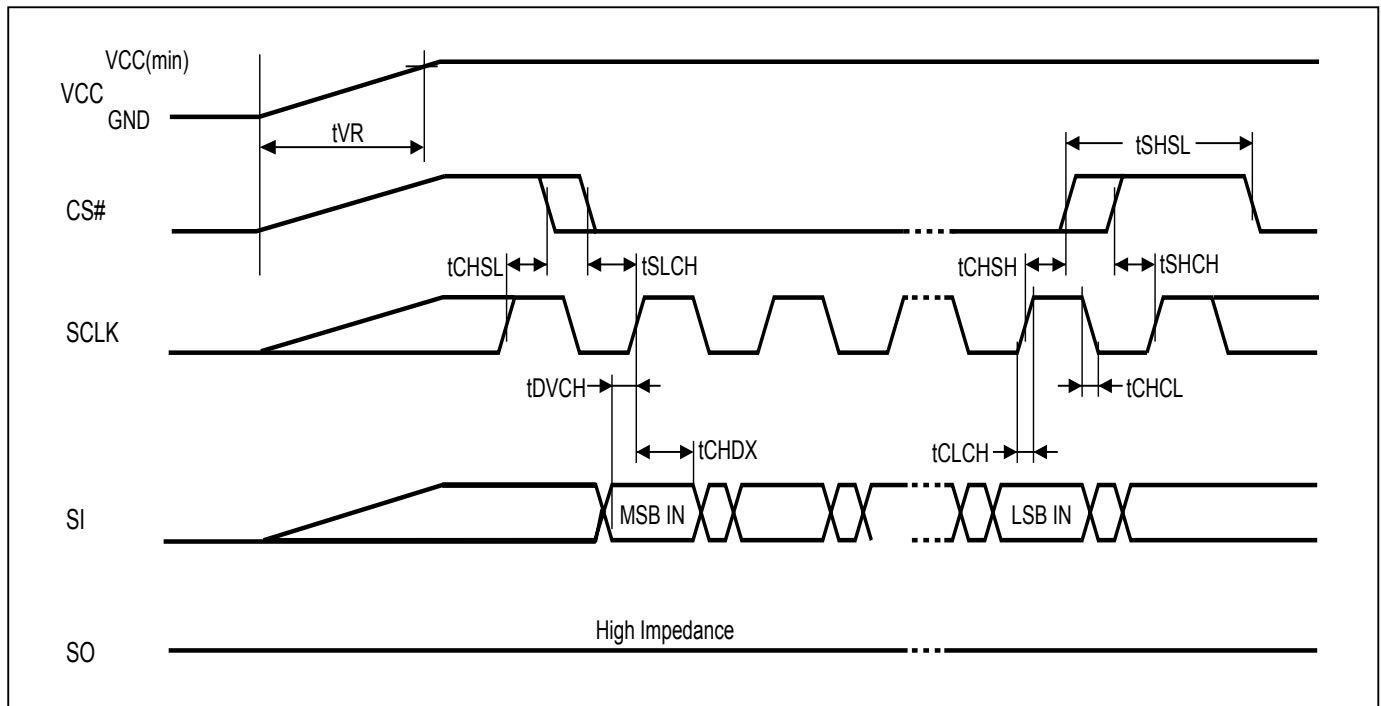 VCC(min)
VCC
GND
tVR
tSHSL
CS#
tCHSL
tSLCH
tCHSH
tSHCH
SCLK
tDVCH
tCHCL
tCHDX
tCLCH
SI
MSB IN
LSB IN
High Impedance
SO